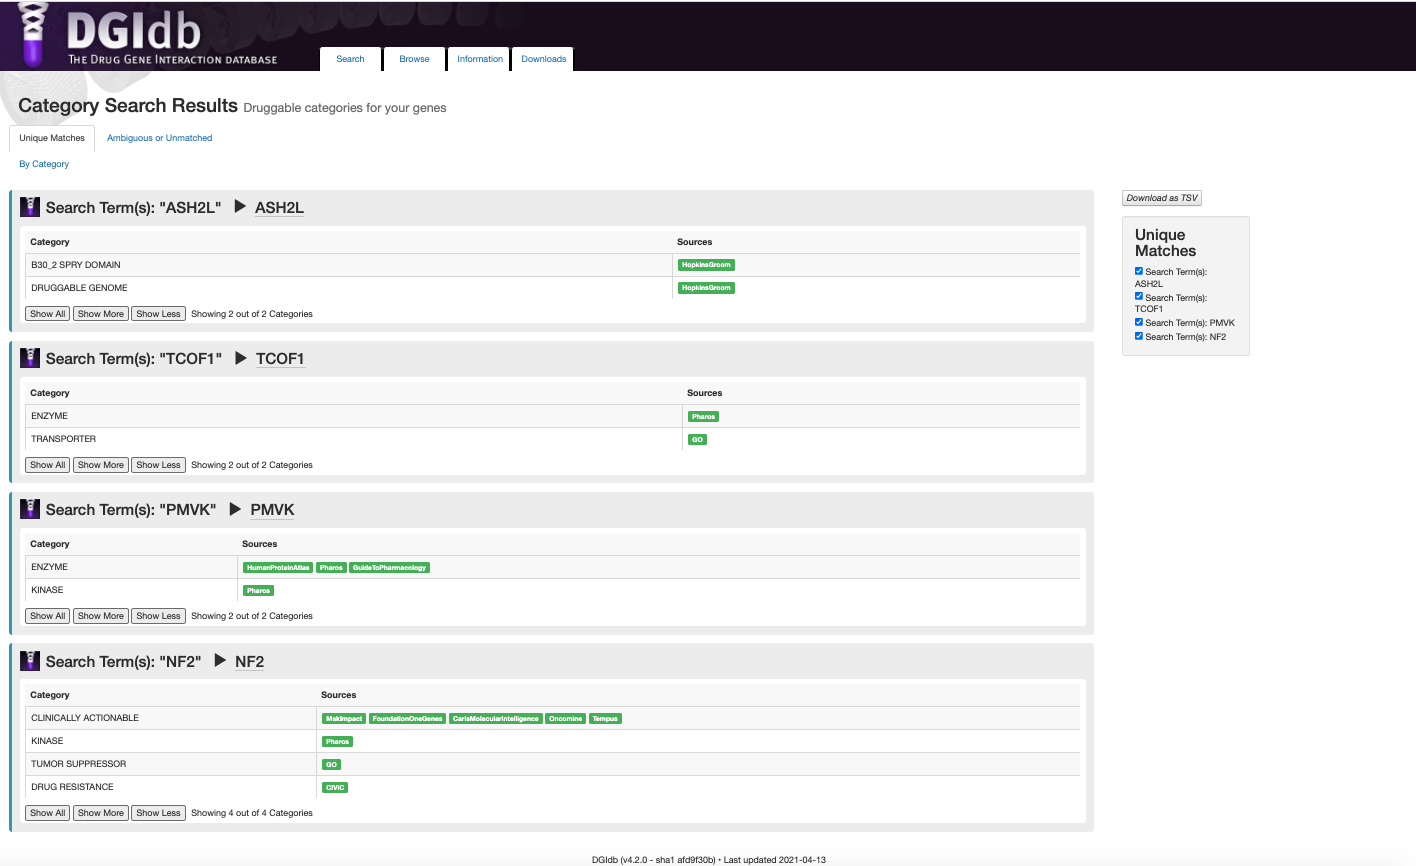 DGIdb
THE DRUG GENE INTERACTION DATABASE
Search Browse Information Downloads
Category Search Results Druggable categories for your genes
Unique Matches Ambiguous or Unmatched
By Category
Search Term(s): "ASH2L" ASH2L
Category Sources
B30_2 SPRY DOMAIN HopkinsGroom
DRUGGABLE GENOME HopkinsGroom
Show All Show More Show Less Showing 2 out of 2 Categories
Search Term(s): "TCOF1" TCOF1
Category Sources
ENZYME Pharos
TRANSPORTER GO
Show All Show More Show Less Showing 2 out of 2 Categories
Search Term(s): "PMVK" PMVK
Category Sources
ENZYME HumanProteinAtlas Pharos GuideToPharmacology
KINASE Pharos
Show All Show More Show Less Showing 2 out of 2 Categories
Search Term(s): "NF2" NF2
Category Sources
CLINICALLY ACTIONABLE MskImpact FoundationOneGenes CarisMolecularIntelligence Oncomine Tempus
KINASE Pharos
TUMOR SUPPRESSOR GO
DRUG RESISTANCE CIViC
Show All Show More Show Less Showing 4 out of 4 Categories
Download as TSV
Unique
Matches
Search Term(s):
ASH2L
Search Term(s):
TCOF1
Search Term(s): PMVK
Search Term(s): NF2
DGIdb (v4.2.0 - sha1 afd9f30b) • Last updated 2021-04-13